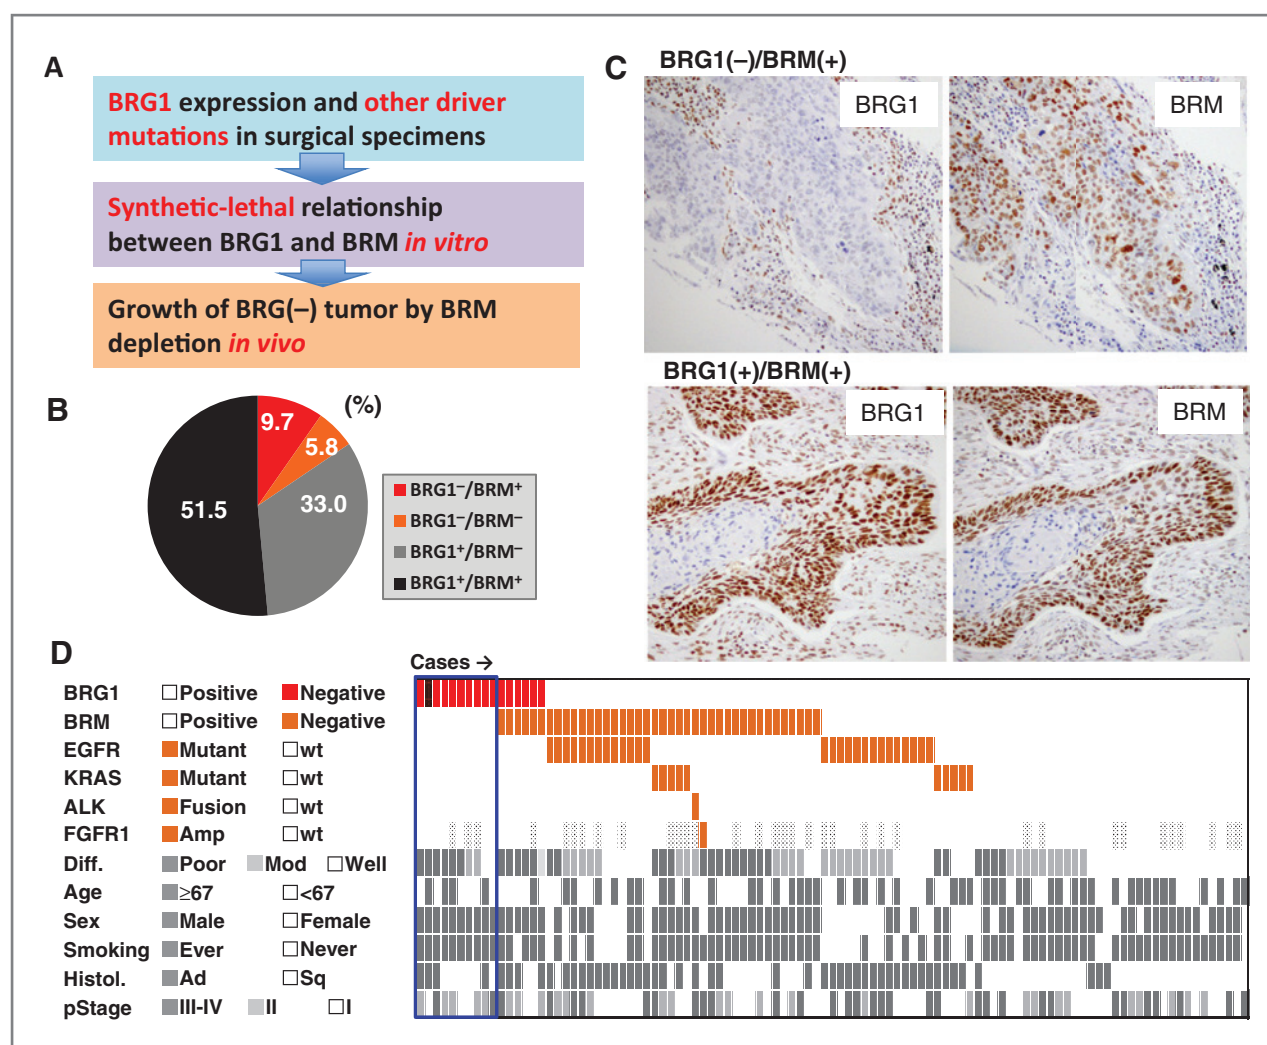 A
BRG1 expression and other driver
mutations in surgical specimens
Synthetic-lethal relationship
between BRG1 and BRM in vitro
Growth of BRG(–) tumor by BRM
depletion in vivo
B
(%)
9.7
5.8
33.0
51.5
BRG1⁻/BRM⁺
BRG1⁻/BRM⁻
BRG1⁺/BRM⁻
BRG1⁺/BRM⁺
C
BRG1(–)/BRM(+)
BRG1
BRM
BRG1(+)/BRM(+)
BRG1
BRM
D
Cases →
BRG1 Positive Negative
BRM Positive Negative
EGFR Mutant wt
KRAS Mutant wt
ALK Fusion wt
FGFR1 Amp wt
Diff. Poor Mod Well
Age ≥67 <67
Sex Male Female
Smoking Ever Never
Histol. Ad Sq
pStage III-IV II I